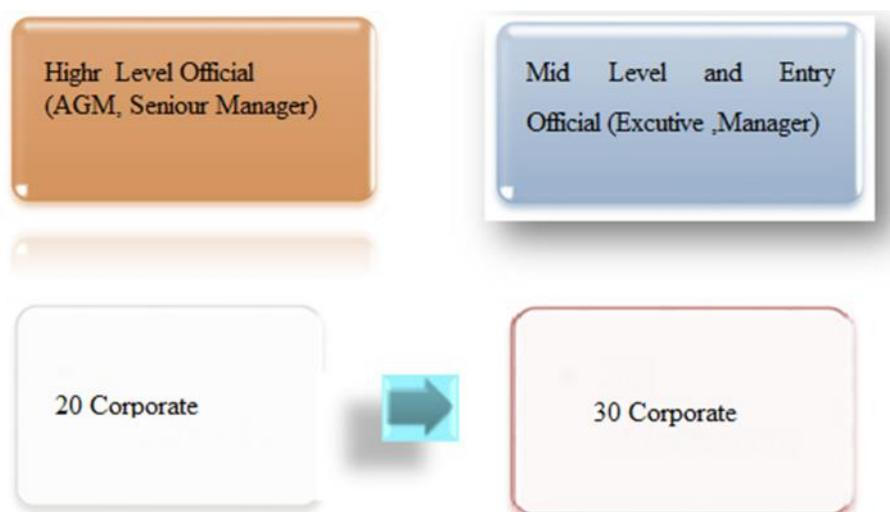 Highr Level Official
(AGM, Seniour Manager)
Mid Level and Entry
Official (Excutive ,Manager)
20 Corporate
30 Corporate